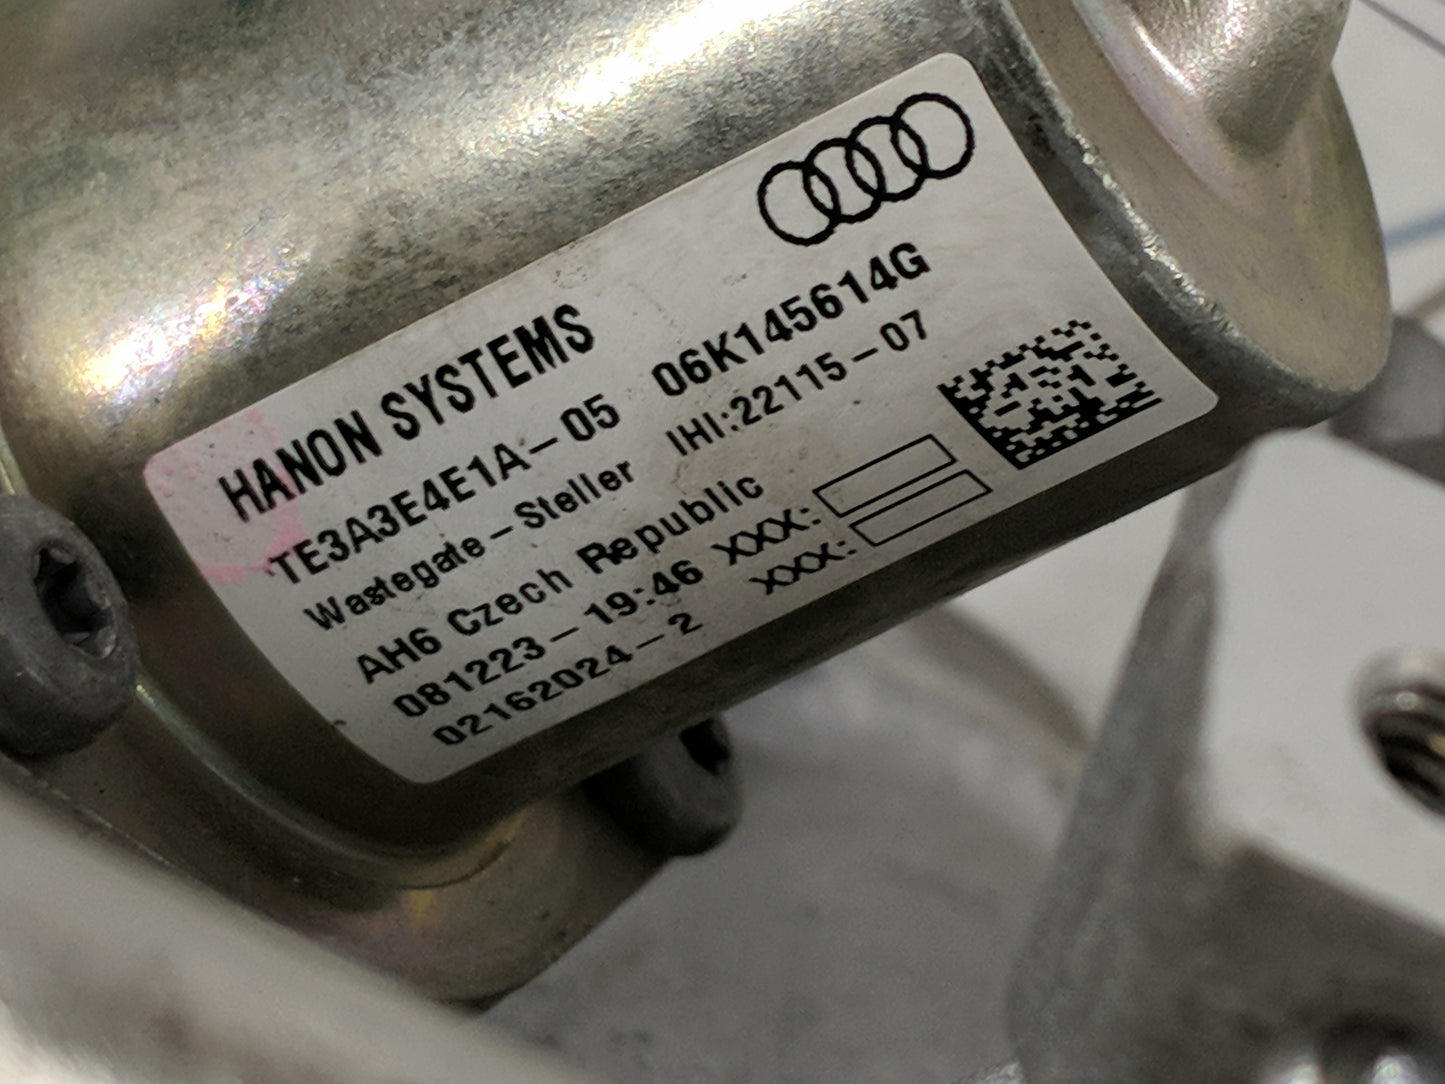 HANON SYSTEMS
TE3A3E4E1A-05 06K145614G
Wastegate-Steller IHI:22115-07
AH6 Czech Republic
081223-19:46 XXX:
02162024-2 XXX: